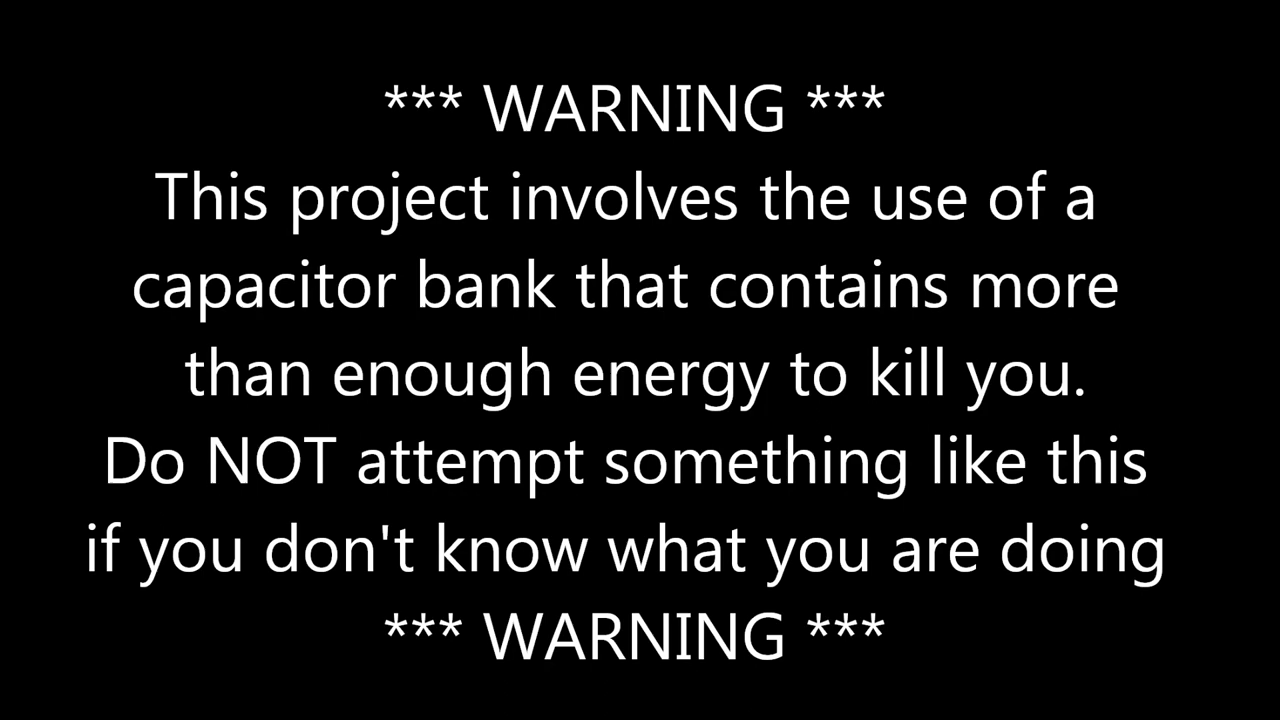 *** WARNING ***
This project involves the use of a
capacitor bank that contains more
than enough energy to kill you.
Do NOT attempt something like this
if you don't know what you are doing
*** WARNING ***